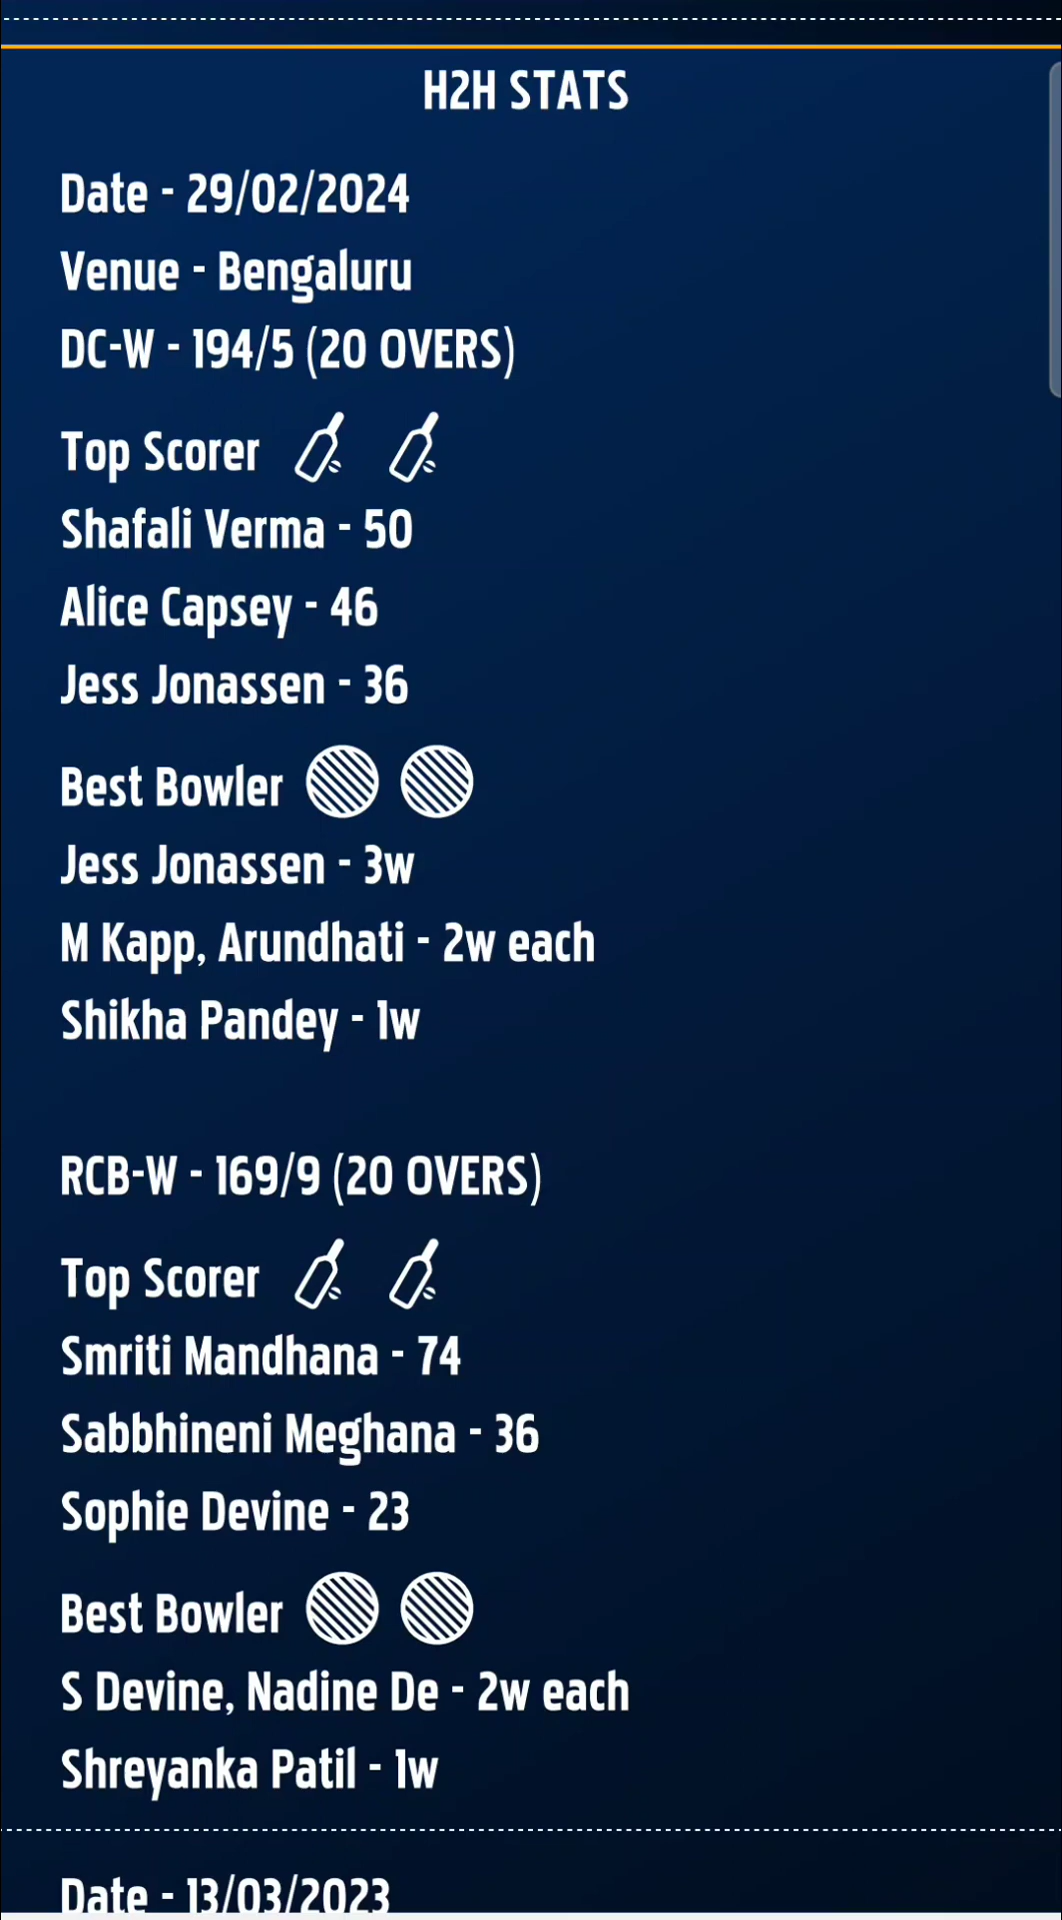 H2H STATS
Date - 29/02/2024
Venue - Bengaluru
DC-W - 194/5 (20 OVERS)
Top Scorer
Shafali Verma - 50
Alice Capsey - 46
Jess Jonassen - 36
Best Bowler
Jess Jonassen - 3w
M Kapp, Arundhati - 2w each
Shikha Pandey - 1w
RCB-W - 169/9 (20 OVERS)
Top Scorer
Smriti Mandhana - 74
Sabbhineni Meghana - 36
Sophie Devine - 23
Best Bowler
S Devine, Nadine De - 2w each
Shreyanka Patil - 1w
Date - 13/03/2023